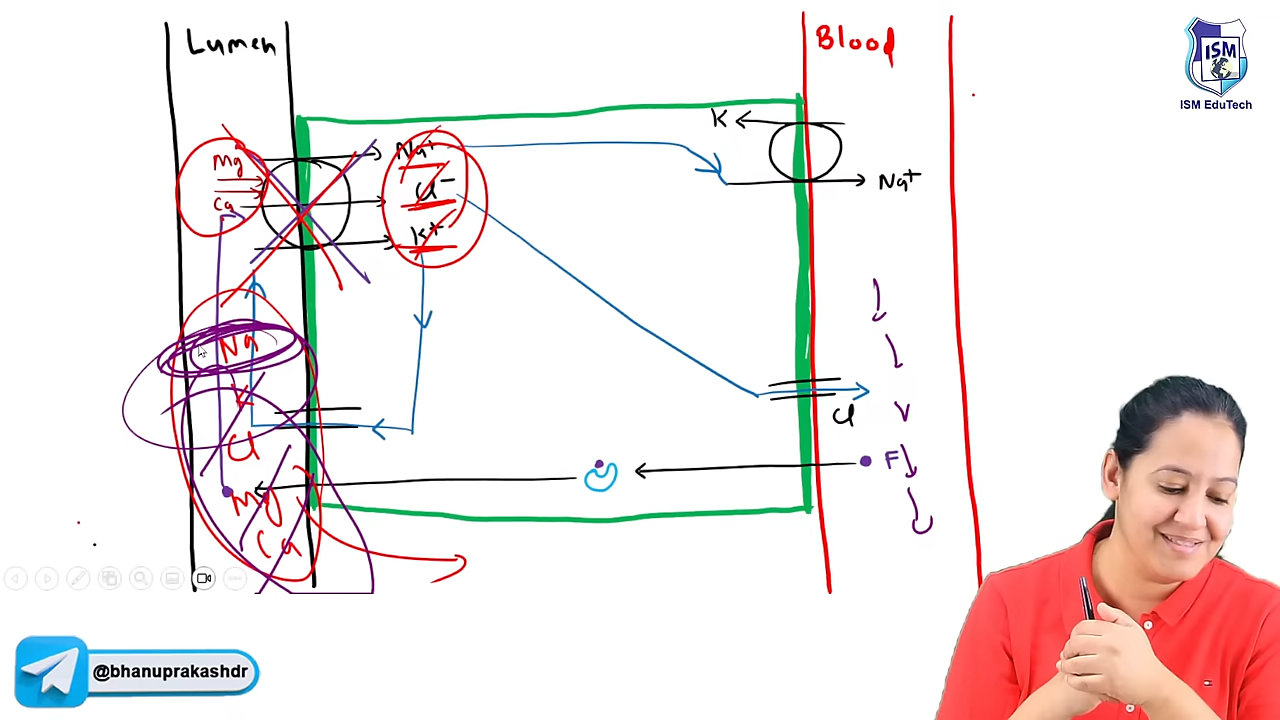 Lumen
Blood
ISM
ISM EduTech
K
Mg
Na+
Na+
Ca
Cl-
K+
Na
K
Cl
Cl
F
Mg
Ca
@bhanuprakashdr